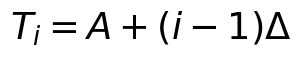 T_i = A + (i − 1)Δ